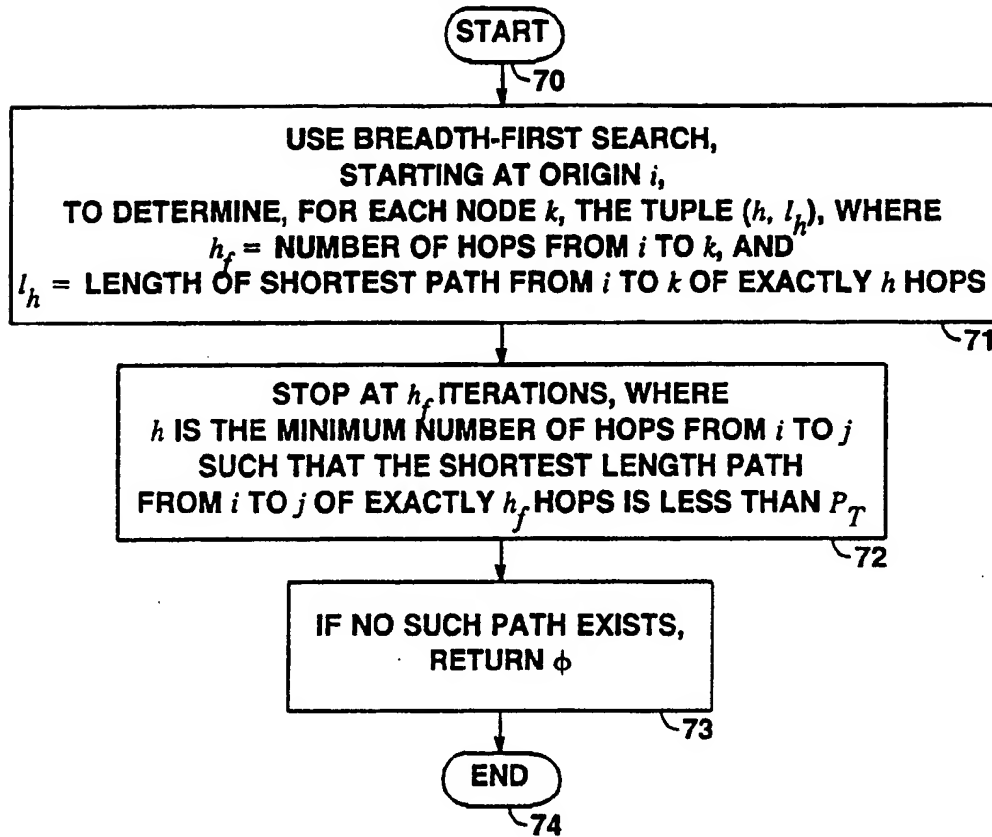 START
70
USE BREADTH-FIRST SEARCH,
STARTING AT ORIGIN i,
TO DETERMINE, FOR EACH NODE k, THE TUPLE (h, l_h), WHERE
h_f = NUMBER OF HOPS FROM i TO k, AND
l_h = LENGTH OF SHORTEST PATH FROM i TO k OF EXACTLY h HOPS
71
STOP AT h_f ITERATIONS, WHERE
h IS THE MINIMUM NUMBER OF HOPS FROM i TO j
SUCH THAT THE SHORTEST LENGTH PATH
FROM i TO j OF EXACTLY h_f HOPS IS LESS THAN P_T
72
IF NO SUCH PATH EXISTS,
RETURN ϕ
73
END
74